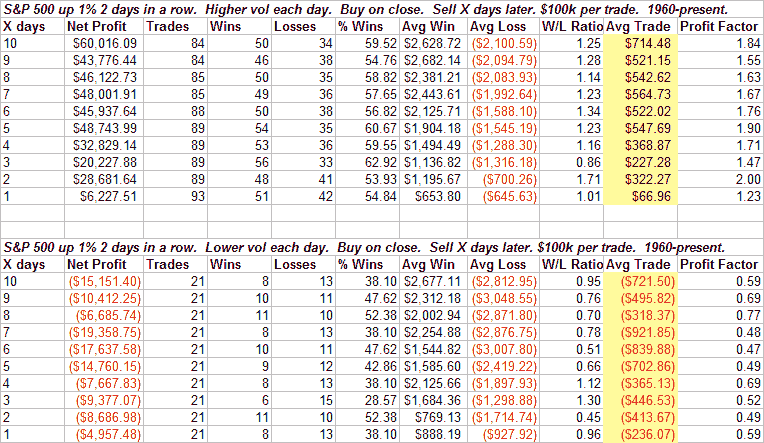 S&P 500 up 1% 2 days in a row. Higher vol each day. Buy on close. Sell X days later. $100k per trade. 1960-present.
X days Net Profit Trades Wins Losses % Wins Avg Win Avg Loss W/L Ratio Avg Trade Profit Factor
10 $60,016.09 84 50 34 59.52 $2,628.72 ($2,100.59) 1.25 $714.48 1.84
9 $43,776.44 84 46 38 54.76 $2,682.14 ($2,094.79) 1.28 $521.15 1.55
8 $46,122.73 85 50 35 58.82 $2,381.21 ($2,083.93) 1.14 $542.62 1.63
7 $48,001.91 85 49 36 57.65 $2,443.61 ($1,992.64) 1.23 $564.73 1.67
6 $45,937.64 88 50 38 56.82 $2,125.71 ($1,588.10) 1.34 $522.02 1.76
5 $48,743.99 89 54 35 60.67 $1,904.18 ($1,545.19) 1.23 $547.69 1.90
4 $32,829.14 89 53 36 59.55 $1,494.49 ($1,288.30) 1.16 $368.87 1.71
3 $20,227.88 89 56 33 62.92 $1,136.82 ($1,316.18) 0.86 $227.28 1.47
2 $28,681.64 89 48 41 53.93 $1,195.67 ($700.26) 1.71 $322.27 2.00
1 $6,227.51 93 51 42 54.84 $653.80 ($645.63) 1.01 $66.96 1.23
S&P 500 up 1% 2 days in a row. Lower vol each day. Buy on close. Sell X days later. $100k per trade. 1960-present.
X days Net Profit Trades Wins Losses % Wins Avg Win Avg Loss W/L Ratio Avg Trade Profit Factor
10 ($15,151.40) 21 8 13 38.10 $2,677.11 ($2,812.95) 0.95 ($721.50) 0.59
9 ($10,412.25) 21 10 11 47.62 $2,312.18 ($3,048.55) 0.76 ($495.82) 0.69
8 ($6,685.74) 21 11 10 52.38 $2,002.94 ($2,871.80) 0.70 ($318.37) 0.77
7 ($19,358.75) 21 8 13 38.10 $2,254.88 ($2,876.75) 0.78 ($921.85) 0.48
6 ($17,637.58) 21 10 11 47.62 $1,544.82 ($3,007.80) 0.51 ($839.88) 0.47
5 ($14,760.15) 21 9 12 42.86 $1,585.60 ($2,419.22) 0.66 ($702.86) 0.49
4 ($7,667.83) 21 8 13 38.10 $2,125.66 ($1,897.93) 1.12 ($365.13) 0.69
3 ($9,377.07) 21 6 15 28.57 $1,684.36 ($1,298.88) 1.30 ($446.53) 0.52
2 ($8,686.98) 21 11 10 52.38 $769.13 ($1,714.74) 0.45 ($413.67) 0.49
1 ($4,957.48) 21 8 13 38.10 $888.19 ($927.92) 0.96 ($236.07) 0.59